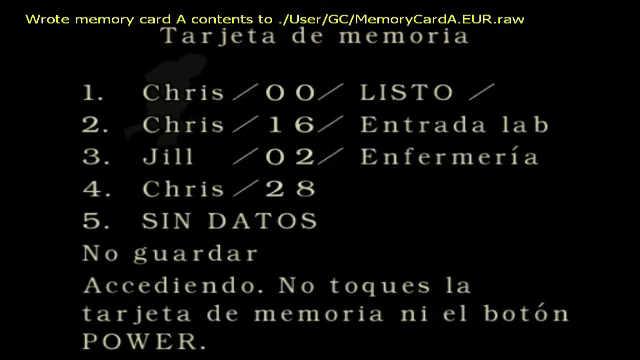 Wrote memory card A contents to ./User/GC/MemoryCardA.EUR.raw
Tarjeta de memoria
1. Chris／00／ LISTO ／
2. Chris／16／ Entrada lab
3. Jill ／02／ Enfermería
4. Chris／28
5. SIN DATOS
No guardar
Accediendo. No toques la
tarjeta de memoria ni el botón
POWER.